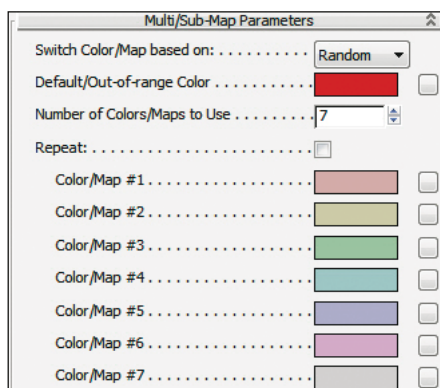 Multi/Sub-Map Parameters
Switch Color/Map based on: . . . . . . . . . . Random
Default/Out-of-range Color . . . . . . . . . . .
Number of Colors/Maps to Use . . . . . . . . . 7
Repeat: . . . . . . . . . . . . . . . . . . . . . . . . .
Color/Map #1 . . . . . . . . . . . . . . . . . . .
Color/Map #2 . . . . . . . . . . . . . . . . . . .
Color/Map #3 . . . . . . . . . . . . . . . . . . .
Color/Map #4 . . . . . . . . . . . . . . . . . . .
Color/Map #5 . . . . . . . . . . . . . . . . . . .
Color/Map #6 . . . . . . . . . . . . . . . . . . .
Color/Map #7 . . . . . . . . . . . . . . . . . . .